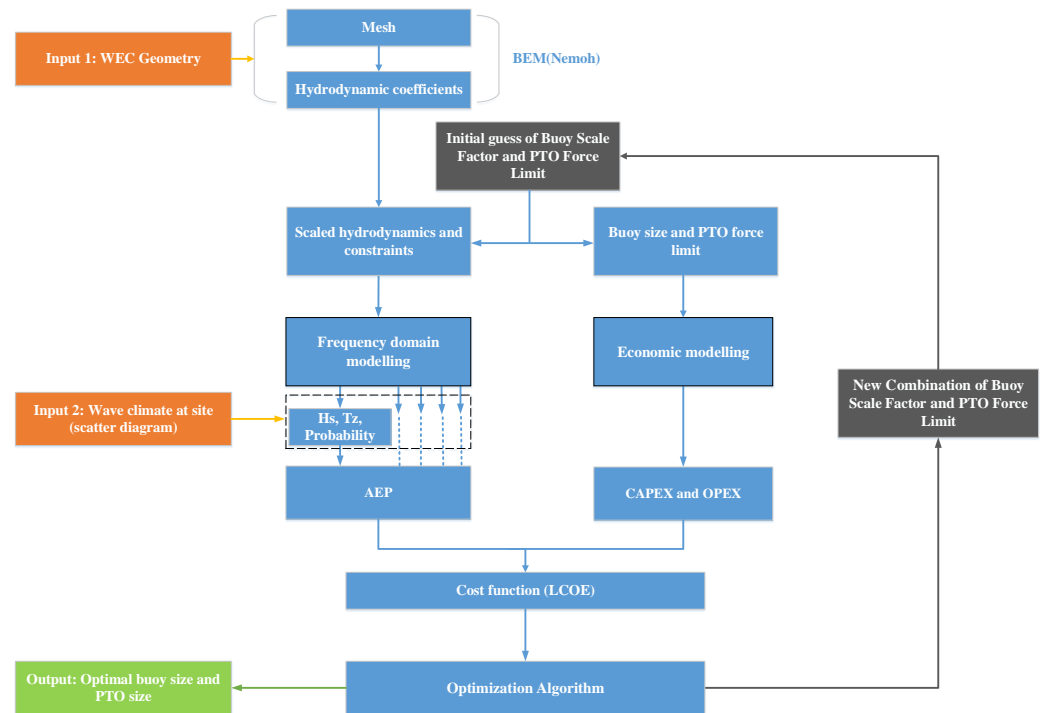 Mesh
Input 1: WEC Geometry
BEM(Nemoh)
Hydrodynamic coefficients
Initial guess of Buoy Scale
Factor and PTO Force
Limit
Scaled hydrodynamics and
constraints
Buoy size and PTO force
limit
Frequency domain
modelling
Economic modelling
New Combination of Buoy
Scale Factor and PTO Force
Limit
Input 2: Wave climate at site
(scatter diagram)
Hs, Tz,
Probability
AEP
CAPEX and OPEX
Cost function (LCOE)
Output: Optimal buoy size and
PTO size
Optimization Algorithm